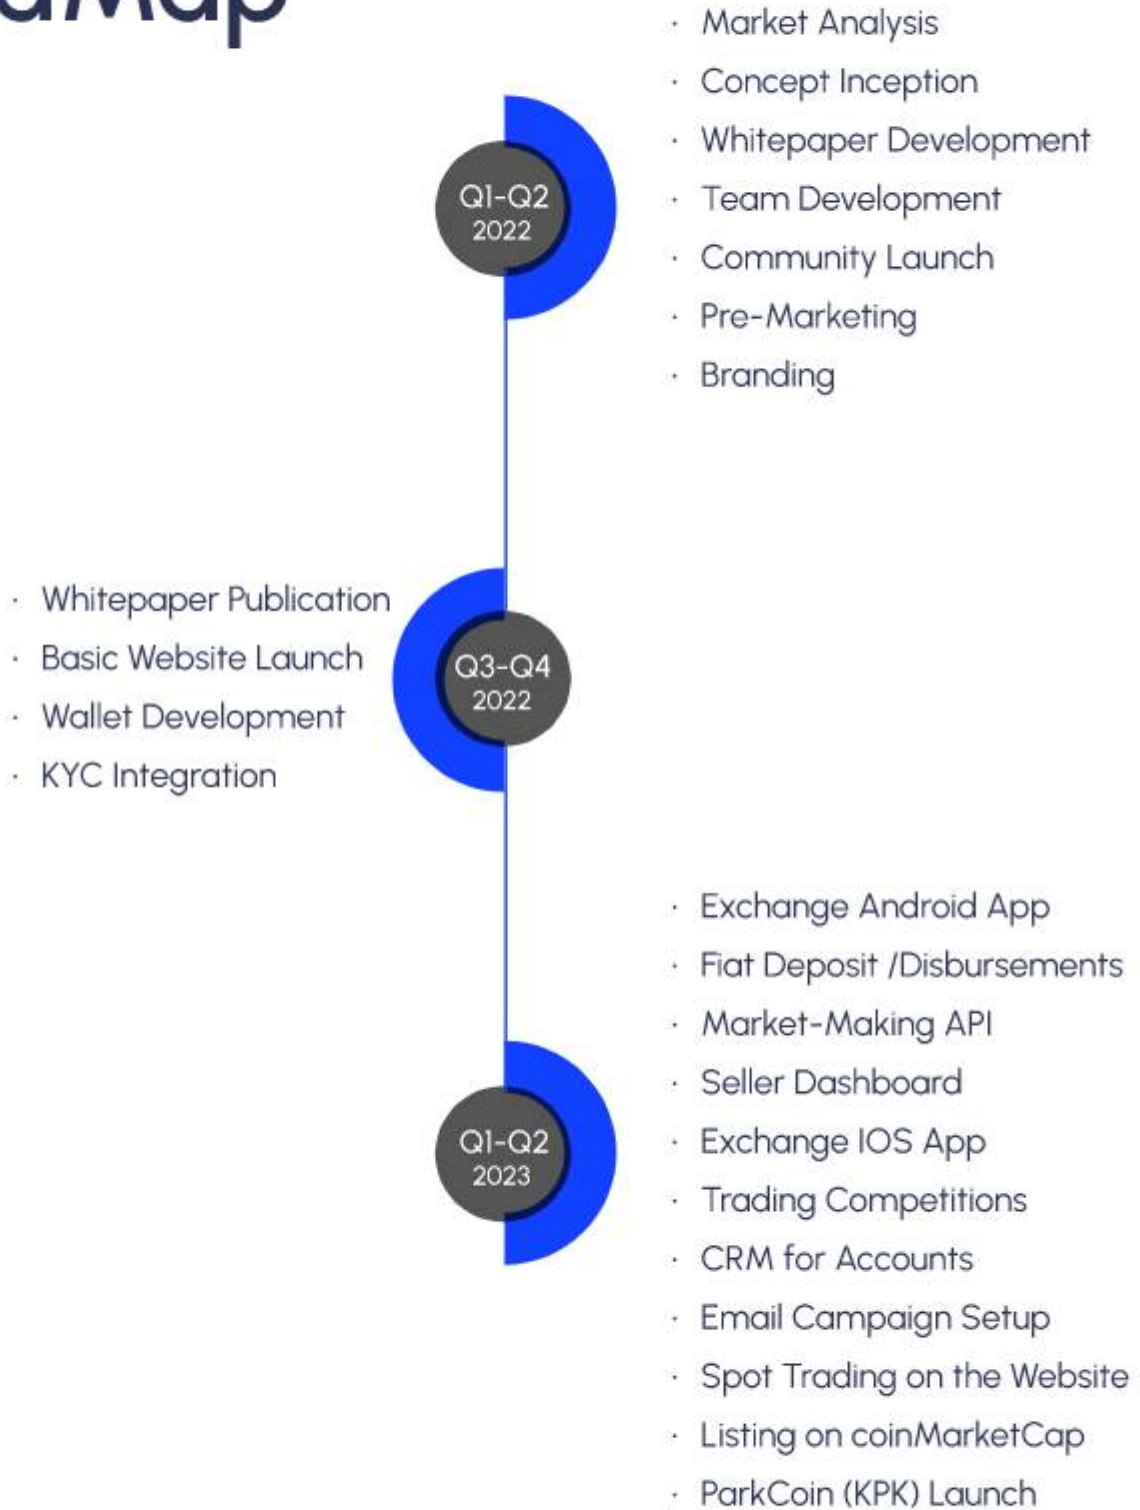 Market Analysis
Concept Inception
Whitepaper Development
Team Development
Community Launch
Pre-Marketing
Branding
Q1-Q2
2022
Whitepaper Publication
Basic Website Launch
Wallet Development
KYC Integration
Q3-Q4
2022
Exchange Android App
Fiat Deposit /Disbursements
Market-Making API
Seller Dashboard
Exchange IOS App
Trading Competitions
CRM for Accounts
Email Campaign Setup
Spot Trading on the Website
Listing on coinMarketCap
ParkCoin (KPK) Launch
Q1-Q2
2023